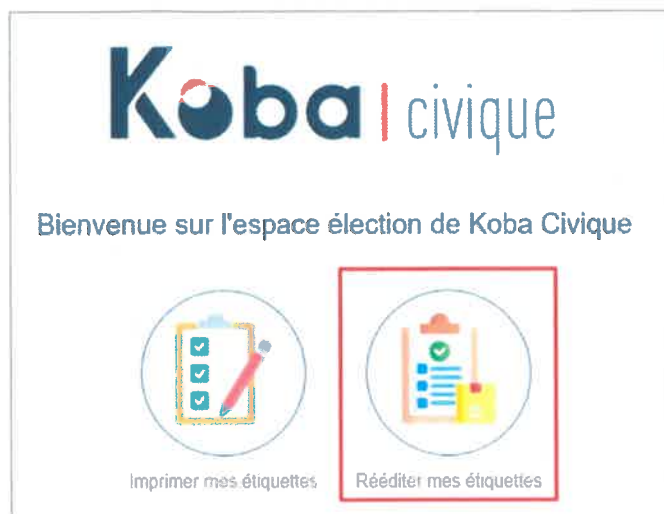 Koba | civique
Bienvenue sur l'espace élection de Koba Civique
Imprimer mes étiquettes
Rééditer mes étiquettes